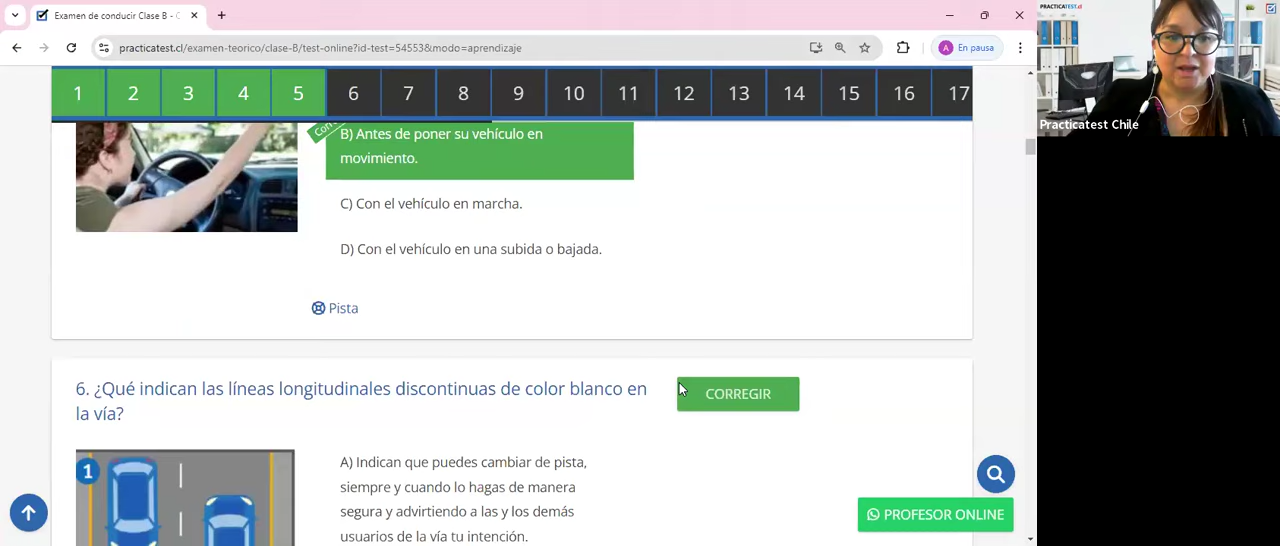 Examen de conducir Clase B - C
PRACTICATEST.cl
practicatest.cl/examen-teorico/clase-B/test-online?id-test=54553&modo=aprendizaje
A
En pausa
1 2 3 4 5 6 7 8 9 10 11 12 13 14 15 16 17
Practicatest Chile
B) Antes de poner su vehículo en
movimiento.
C) Con el vehículo en marcha.
D) Con el vehículo en una subida o bajada.
Pista
6. ¿Qué indican las líneas longitudinales discontinuas de color blanco en
la vía?
CORREGIR
1
A) Indican que puedes cambiar de pista,
siempre y cuando lo hagas de manera
segura y advirtiendo a las y los demás
usuarios de la vía tu intención.
PROFESOR ONLINE